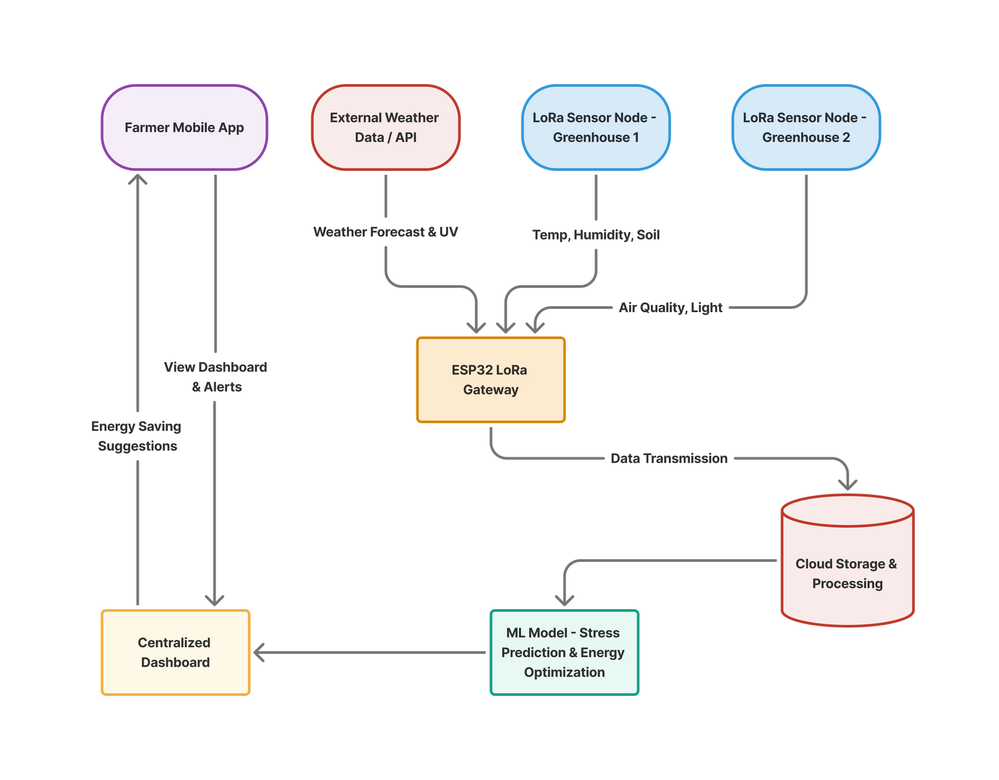 Farmer Mobile App
External Weather
Data / API
LoRa Sensor Node -
Greenhouse 1
LoRa Sensor Node -
Greenhouse 2
Weather Forecast & UV
Temp, Humidity, Soil
Air Quality, Light
View Dashboard
& Alerts
ESP32 LoRa
Gateway
Energy Saving
Suggestions
Data Transmission
Cloud Storage &
Processing
Centralized
Dashboard
ML Model - Stress
Prediction & Energy
Optimization